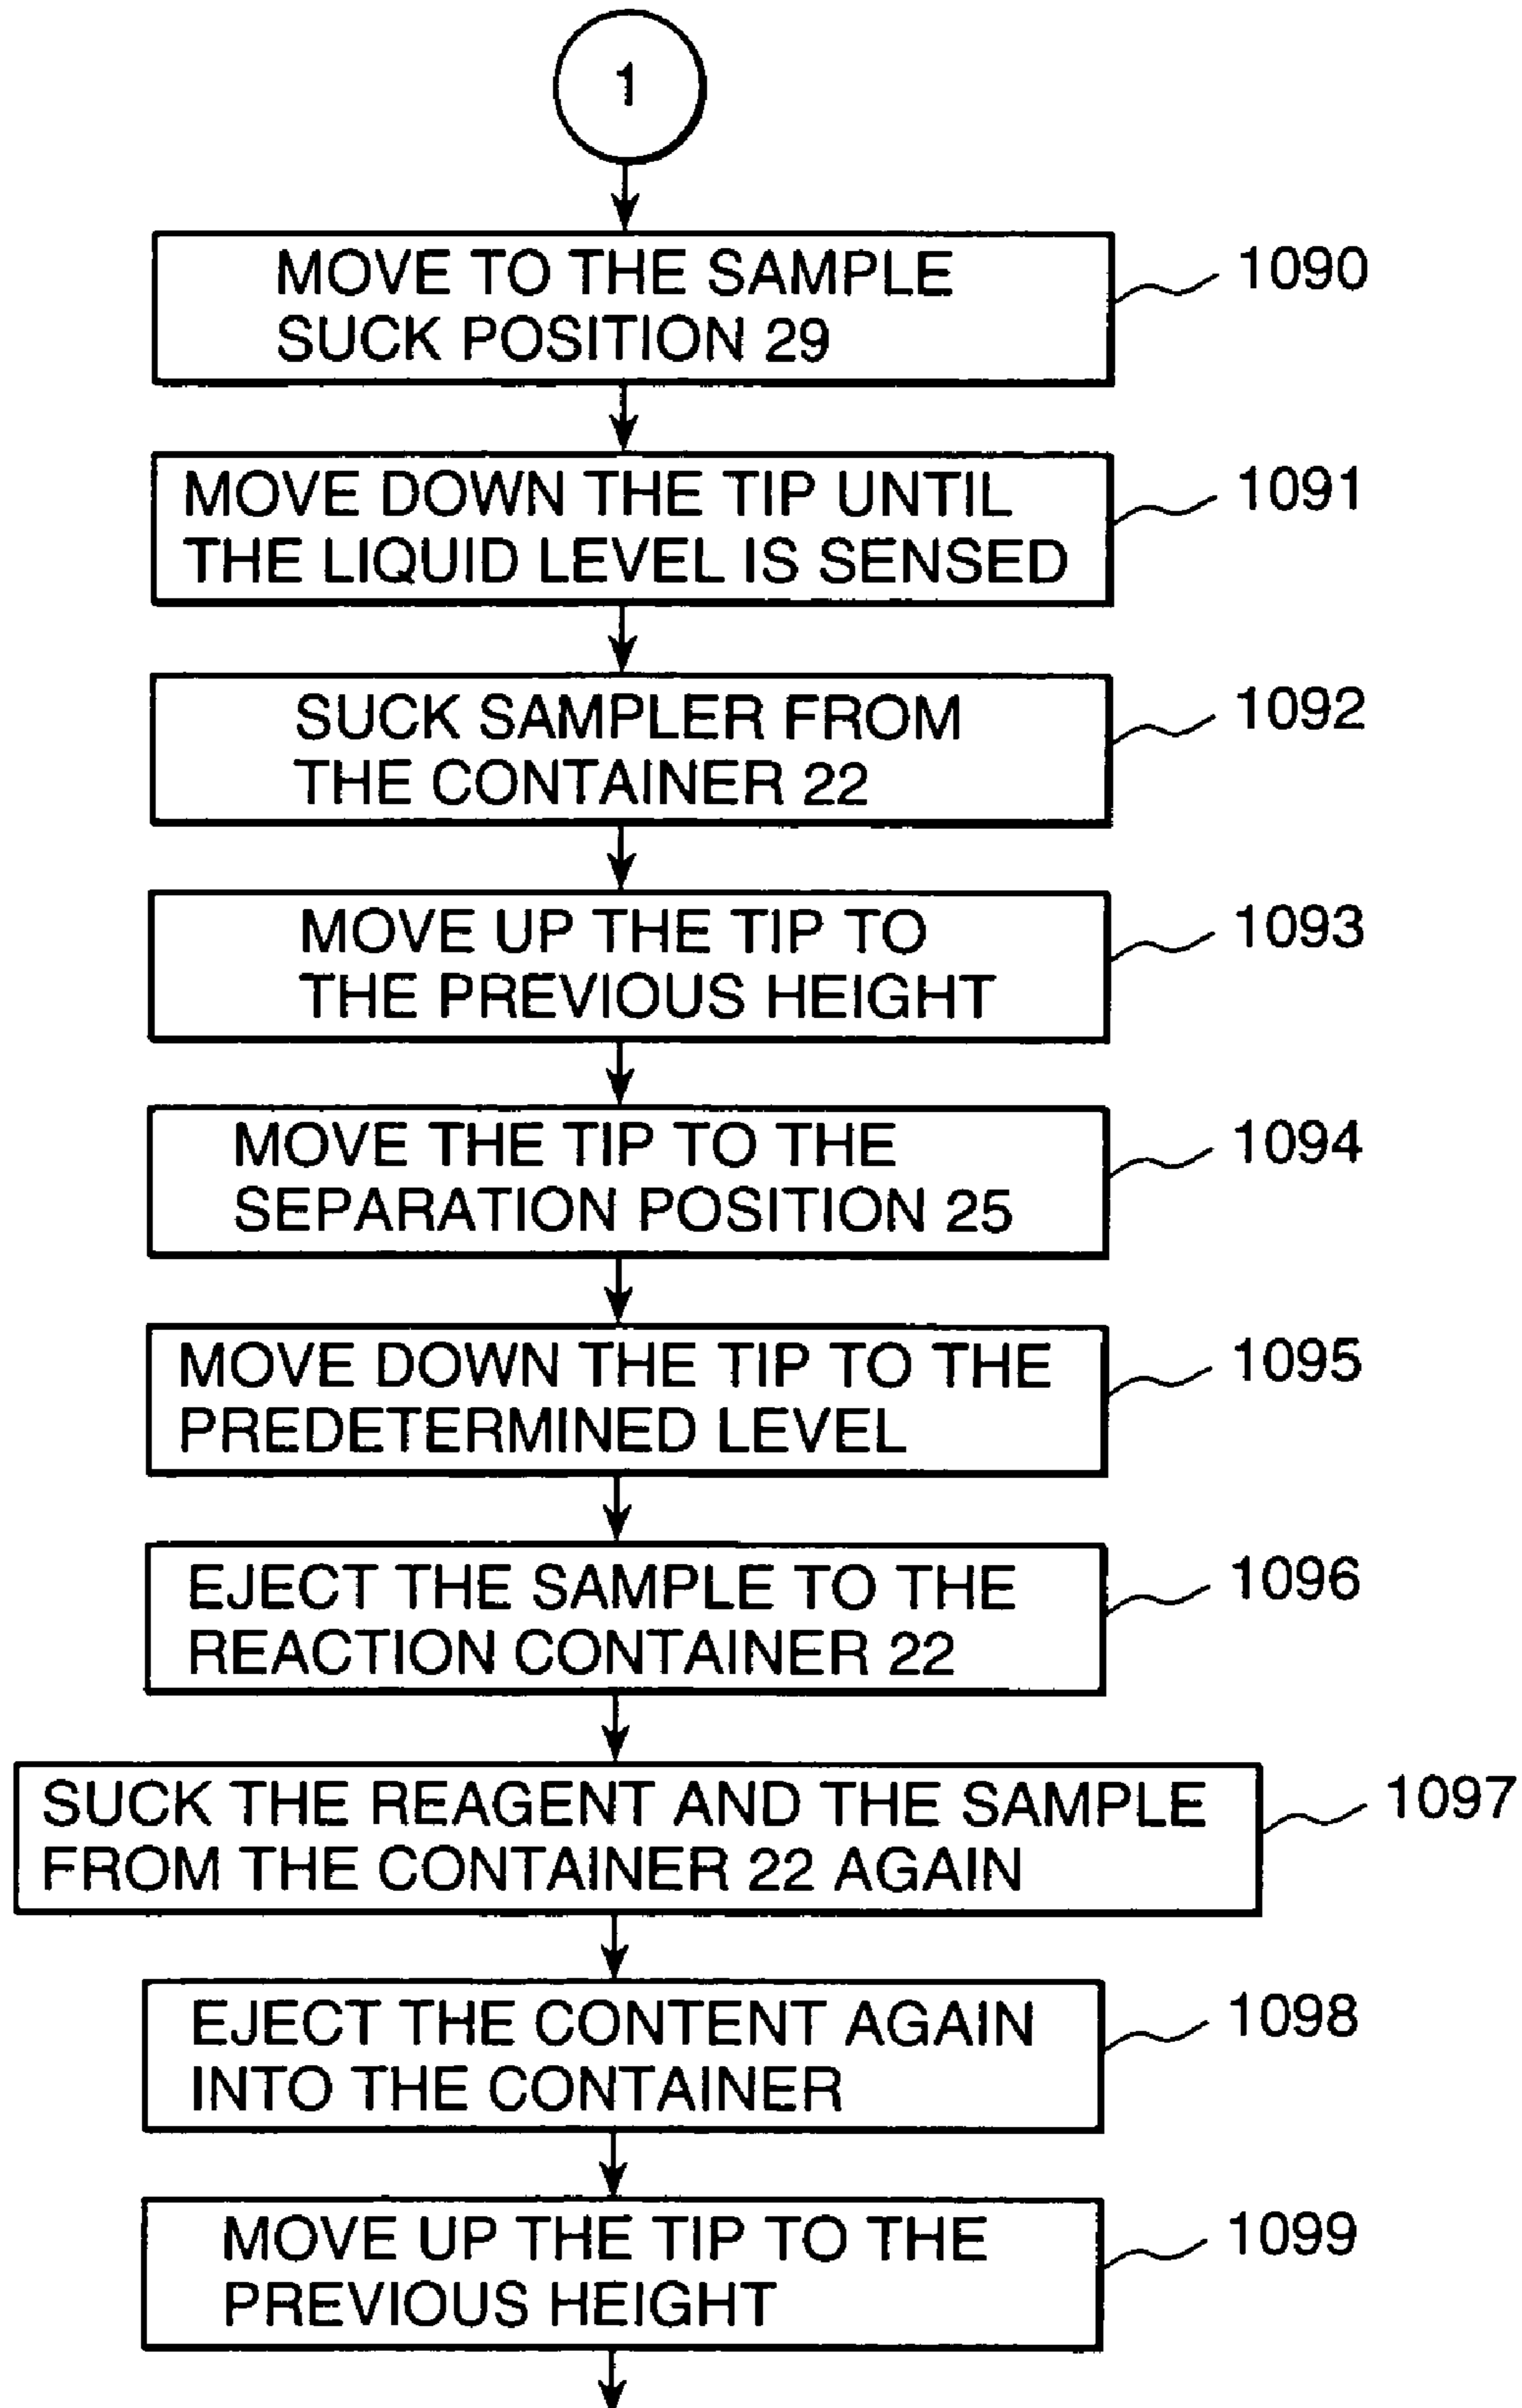 1
MOVE TO THE SAMPLE
SUCK POSITION 29
1090
MOVE DOWN THE TIP UNTIL
THE LIQUID LEVEL IS SENSED
1091
SUCK SAMPLER FROM
THE CONTAINER 22
1092
MOVE UP THE TIP TO
THE PREVIOUS HEIGHT
1093
MOVE THE TIP TO THE
SEPARATION POSITION 25
1094
MOVE DOWN THE TIP TO THE
PREDETERMINED LEVEL
1095
EJECT THE SAMPLE TO THE
REACTION CONTAINER 22
1096
SUCK THE REAGENT AND THE SAMPLE
FROM THE CONTAINER 22 AGAIN
1097
EJECT THE CONTENT AGAIN
INTO THE CONTAINER
1098
MOVE UP THE TIP TO THE
PREVIOUS HEIGHT
1099